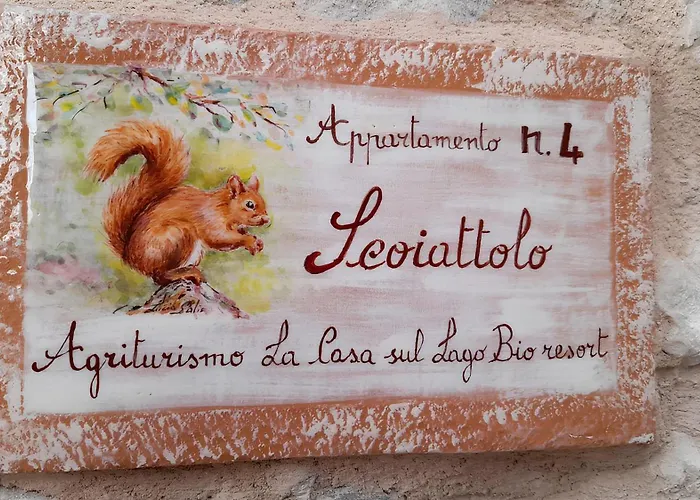 Appartamento n.4
Scoiattolo
Agriturismo La Casa sul Lago Bio resort